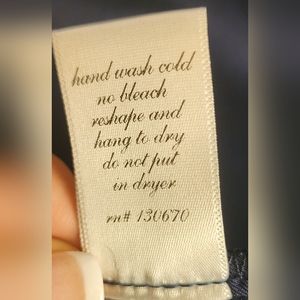 hand wash cold
no bleach
reshape and
hang to dry
do not put
in dryer
rn# 130670